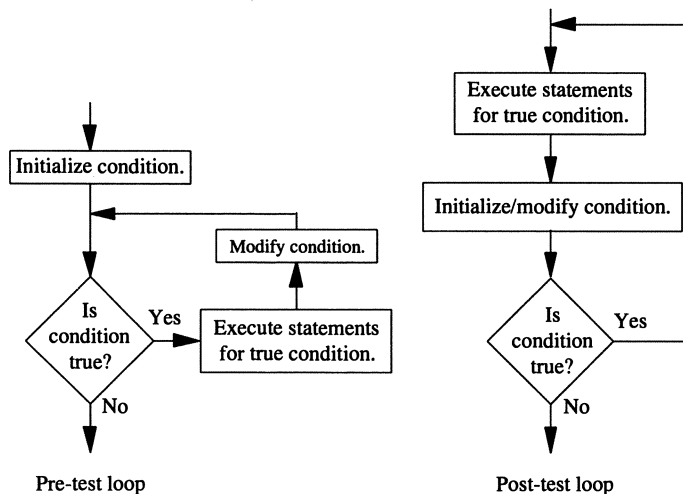 Initialize condition.
Modify condition.
Is
condition
true?
Yes
Execute statements
for true condition.
No
Pre-test loop
Execute statements
for true condition.
Initialize/modify condition.
Is
condition
true?
Yes
No
Post-test loop